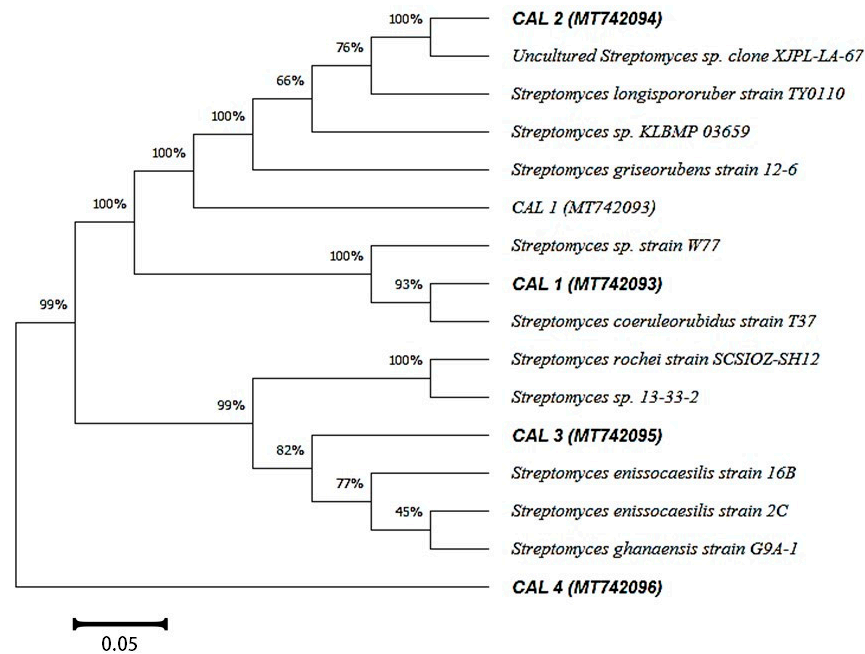 100%
CAL 2 (MT742094)
76%
Uncultured Streptomyces sp. clone XJPL-LA-67
66%
Streptomyces longispororuber strain TY0110
100%
Streptomyces sp. KLBMP 03659
100%
Streptomyces griseorubens strain 12-6
100%
CAL 1 (MT742093)
100%
Streptomyces sp. strain W77
93%
CAL 1 (MT742093)
99%
Streptomyces coeruleorubidus strain T37
100%
Streptomyces rochei strain SCSIOZ-SH12
99%
Streptomyces sp. 13-33-2
82%
CAL 3 (MT742095)
77%
Streptomyces enissocaesilis strain 16B
45%
Streptomyces enissocaesilis strain 2C
Streptomyces ghanaensis strain G9A-1
CAL 4 (MT742096)
0.05